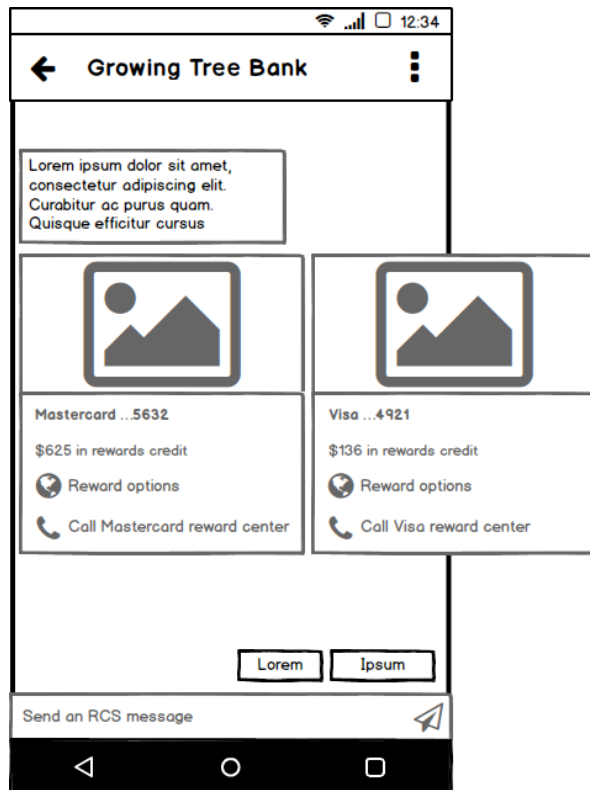 12:34
Growing Tree Bank
Lorem ipsum dolor sit amet,
consectetur adipiscing elit.
Curabitur ac purus quam.
Quisque efficitur cursus
Mastercard ...5632
$625 in rewards credit
Reward options
Call Mastercard reward center
Visa ...4921
$136 in rewards credit
Reward options
Call Visa reward center
Lorem
Ipsum
Send an RCS message